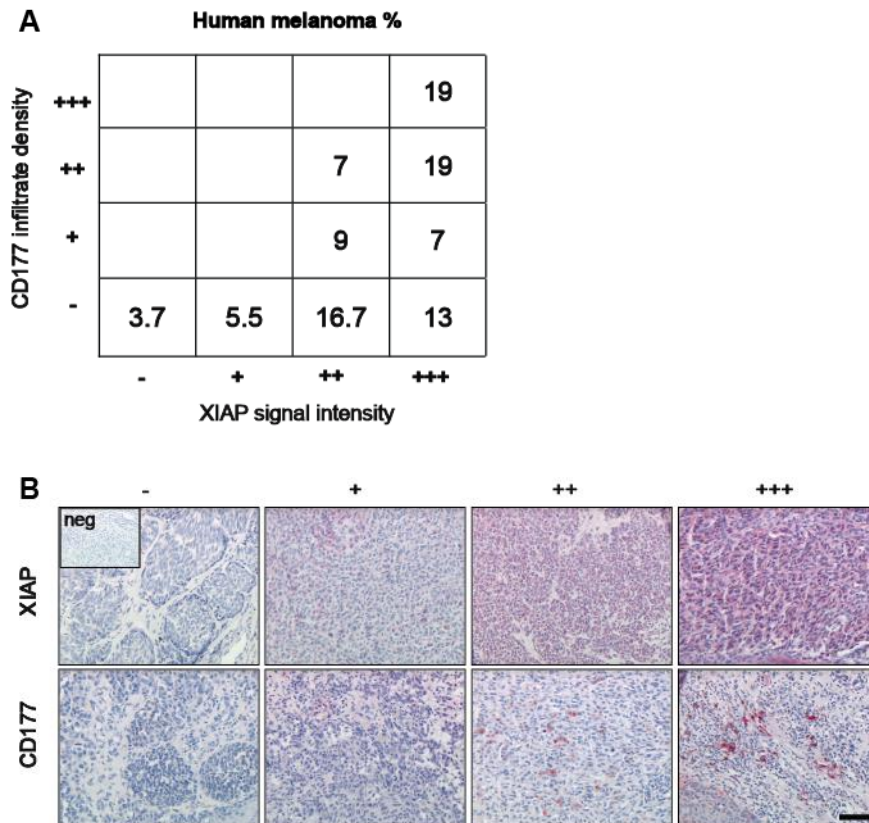 A
Human melanoma %
CD177 infiltrate density
+++
19
++
7
19
+
9
7
-
3.7
5.5
16.7
13
-
+
++
+++
XIAP signal intensity
B
-
+
++
+++
neg
XIAP
CD177